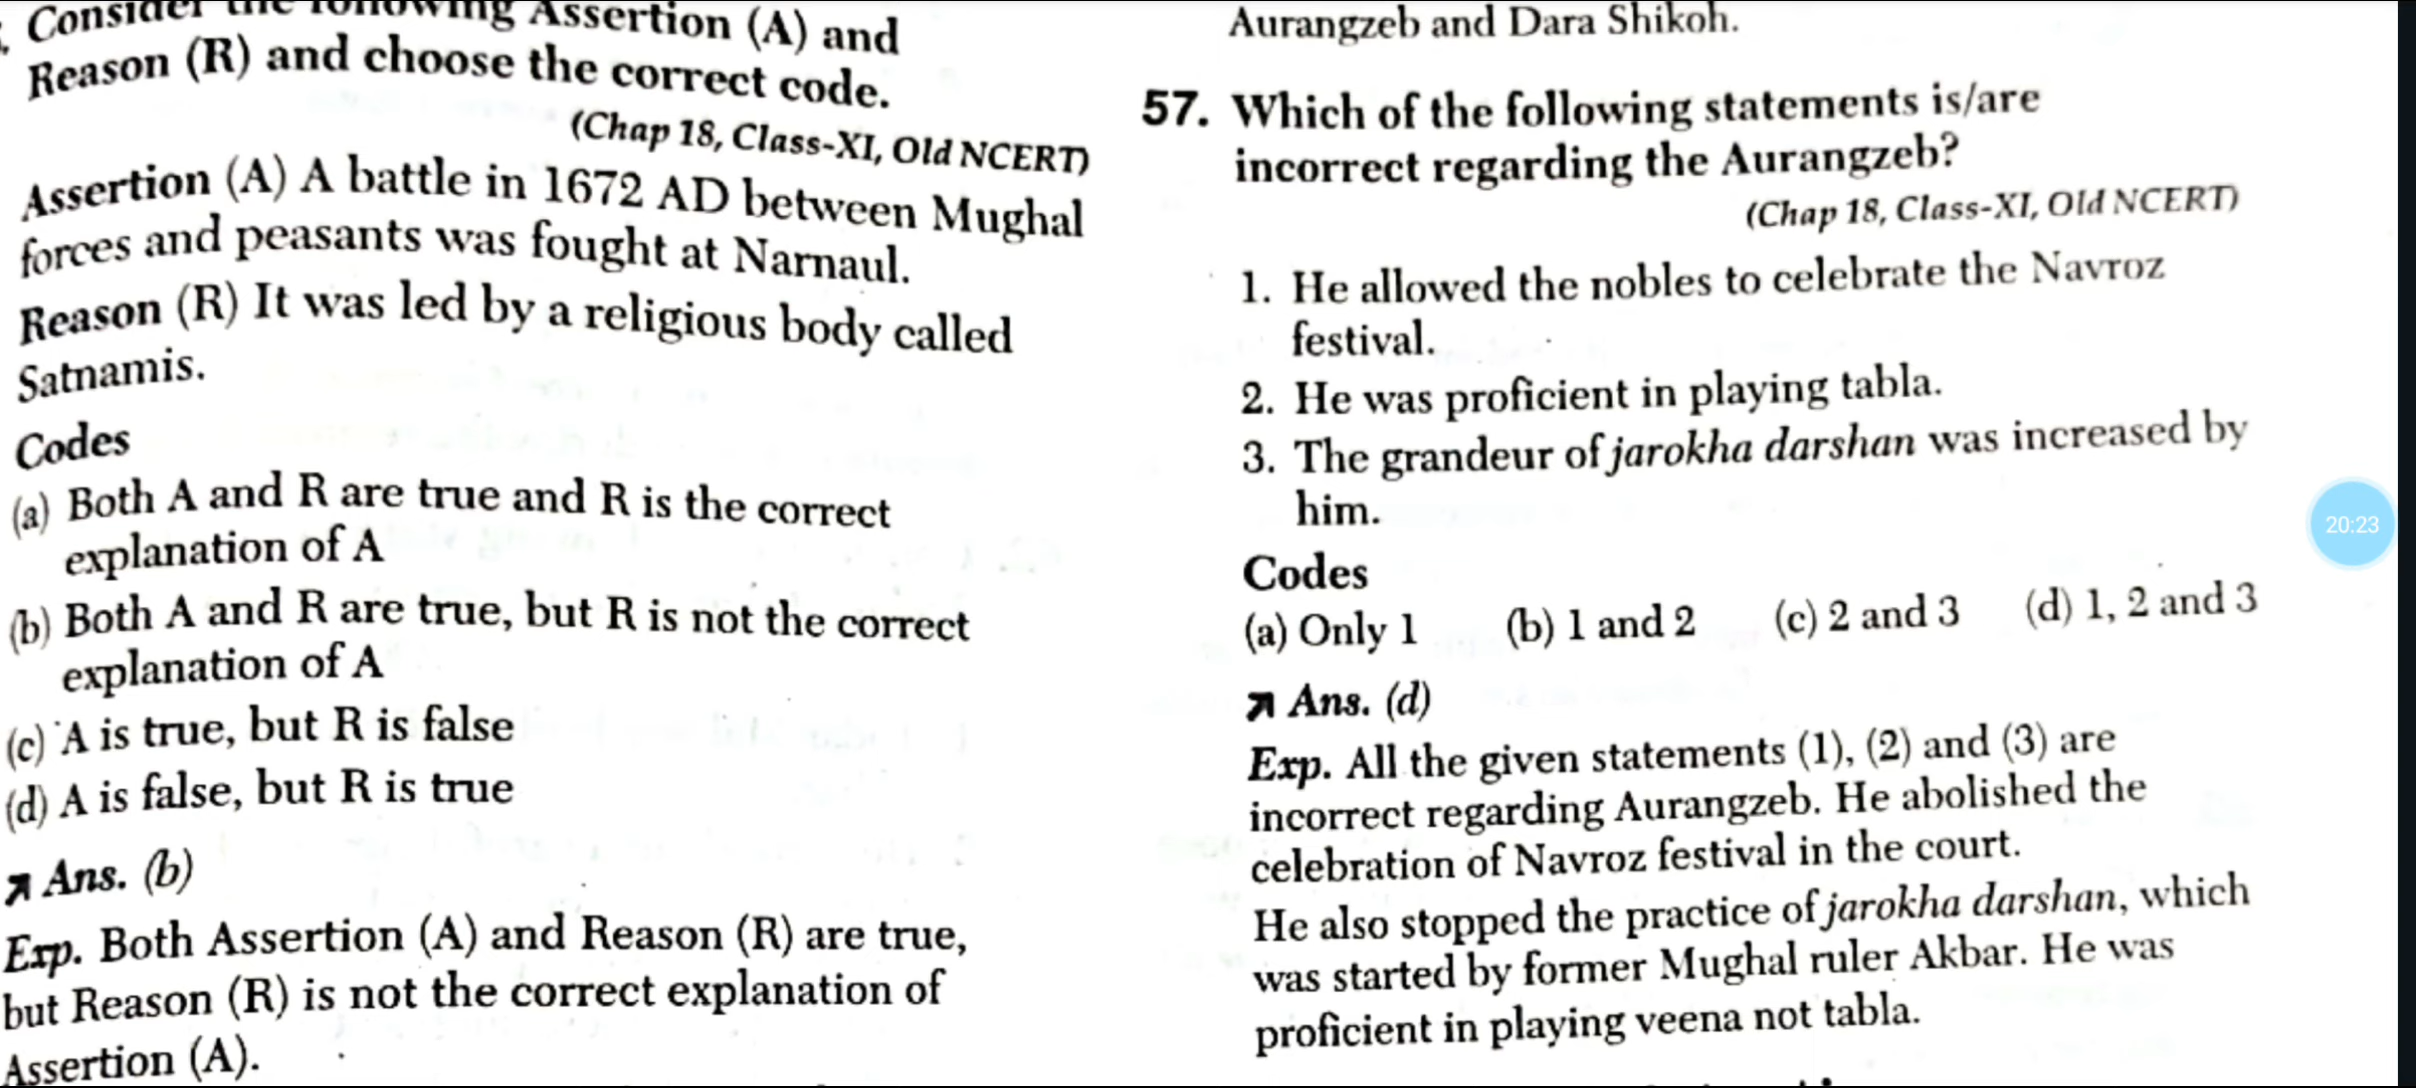 Consider the following Assertion (A) and
Reason (R) and choose the correct code.
(Chap 18, Class-XI, Old NCERT)
Assertion (A) A battle in 1672 AD between Mughal
forces and peasants was fought at Narnaul.
Reason (R) It was led by a religious body called
Satnamis.
Codes
(a) Both A and R are true and R is the correct
explanation of A
(b) Both A and R are true, but R is not the correct
explanation of A
(c) A is true, but R is false
(d) A is false, but R is true
Ans. (b)
Exp. Both Assertion (A) and Reason (R) are true,
but Reason (R) is not the correct explanation of
Assertion (A).
Aurangzeb and Dara Shikoh.
57. Which of the following statements is/are
incorrect regarding the Aurangzeb?
(Chap 18, Class-XI, Old NCERT)
1. He allowed the nobles to celebrate the Navroz
festival.
2. He was proficient in playing tabla.
3. The grandeur of jarokha darshan was increased by
him.
Codes
(a) Only 1 (b) 1 and 2 (c) 2 and 3 (d) 1, 2 and 3
Ans. (d)
Exp. All the given statements (1), (2) and (3) are
incorrect regarding Aurangzeb. He abolished the
celebration of Navroz festival in the court.
He also stopped the practice of jarokha darshan, which
was started by former Mughal ruler Akbar. He was
proficient in playing veena not tabla.
20:23